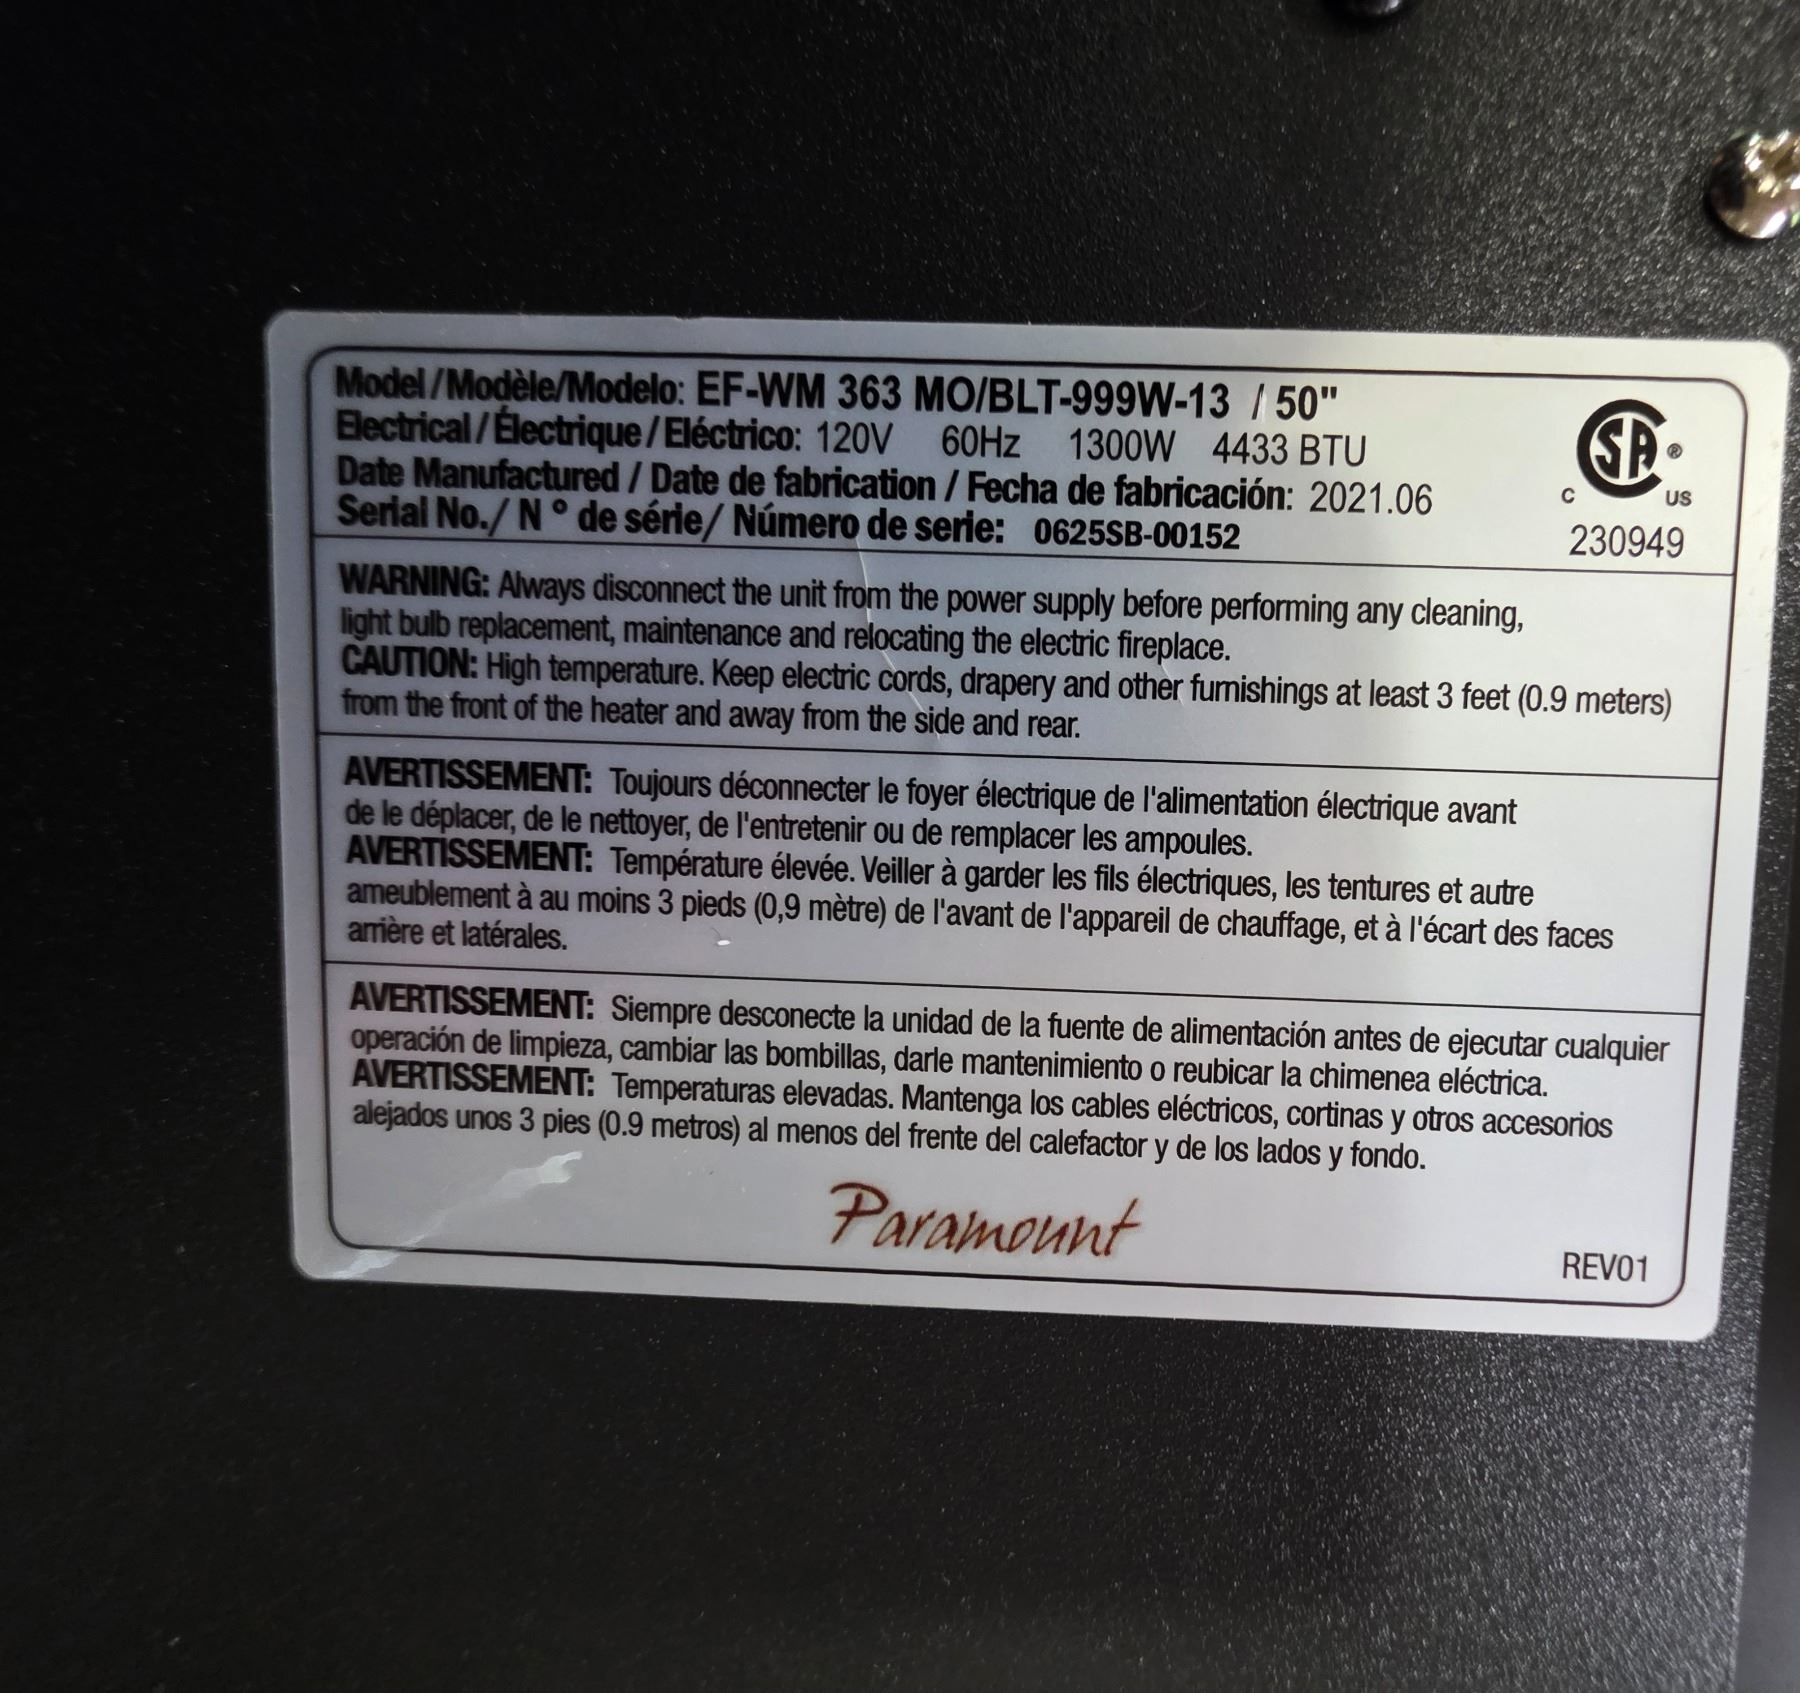 Model/Modèle/Modelo: EF-WM 363 MO/BLT-999W-13 / 50"
Electrical/Électrique/Eléctrico: 120V 60Hz 1300W 4433 BTU
Date Manufactured / Date de fabrication / Fecha de fabricación: 2021.06
Serial No./ N ° de série/ Número de serie: 0625SB-00152
SA ®
C US
230949
WARNING: Always disconnect the unit from the power supply before performing any cleaning,
light bulb replacement, maintenance and relocating the electric fireplace.
CAUTION: High temperature. Keep electric cords, drapery and other furnishings at least 3 feet (0.9 meters)
from the front of the heater and away from the side and rear.
AVERTISSEMENT: Toujours déconnecter le foyer électrique de l'alimentation électrique avant
de le déplacer, de le nettoyer, de l'entretenir ou de remplacer les ampoules.
AVERTISSEMENT: Température élevée. Veiller à garder les fils électriques, les tentures et autre
ameublement à au moins 3 pieds (0,9 mètre) de l'avant de l'appareil de chauffage, et à l'écart des faces
arrière et latérales.
AVERTISSEMENT: Siempre desconecte la unidad de la fuente de alimentación antes de ejecutar cualquier
operación de limpieza, cambiar las bombillas, darle mantenimiento o reubicar la chimenea eléctrica.
AVERTISSEMENT: Temperaturas elevadas. Mantenga los cables eléctricos, cortinas y otros accesorios
alejados unos 3 pies (0.9 metros) al menos del frente del calefactor y de los lados y fondo.
Paramount
REV01